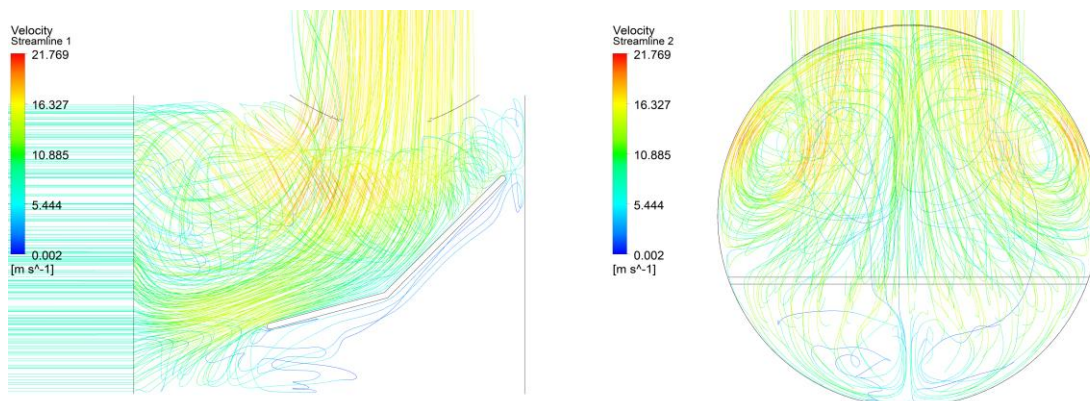 Velocity
Streamline 1
21.769
16.327
10.885
5.444
0.002
[m s^-1]
Velocity
Streamline 2
21.769
16.327
10.885
5.444
0.002
[m s^-1]